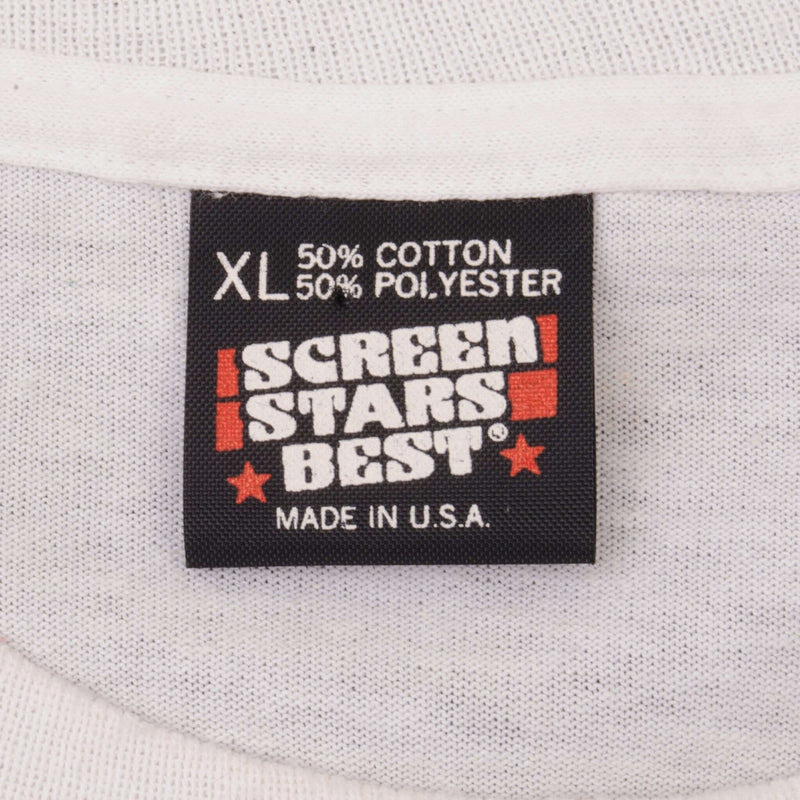 XL 50% COTTON
50% POLYESTER
SCREEN
STARS
BEST®
MADE IN U.S.A.